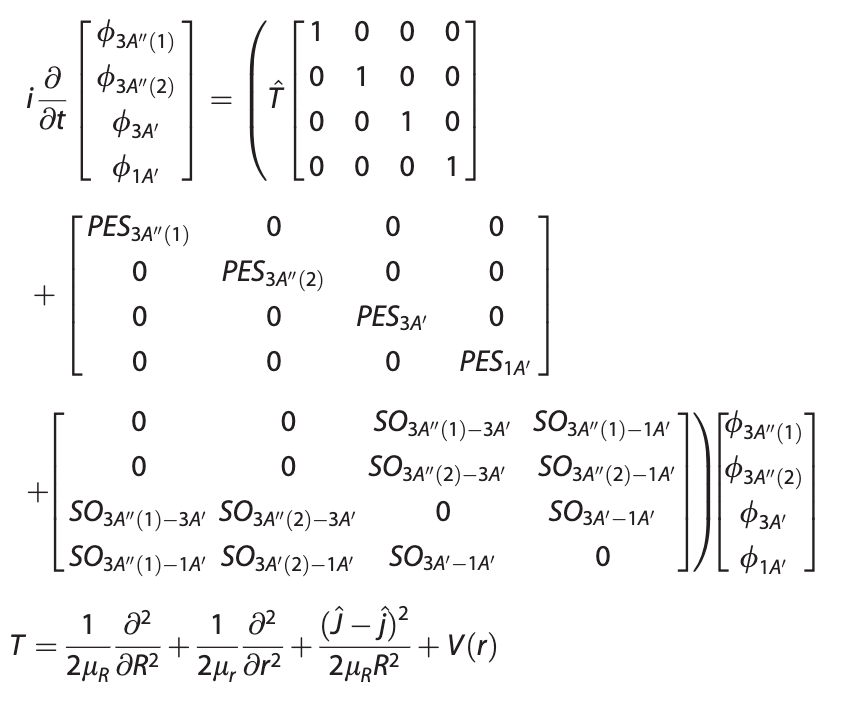 $i\frac{\partial}{\partial t}\begin{bmatrix}\phi_{3A''(1)}\\ \phi_{3A''(2)}\\ \phi_{3A'}\\ \phi_{1A'}\end{bmatrix} = \left(\hat{T}\begin{bmatrix}1 & 0 & 0 & 0\\ 0 & 1 & 0 & 0\\ 0 & 0 & 1 & 0\\ 0 & 0 & 0 & 1\end{bmatrix}\right.$
$+\begin{bmatrix}PES_{3A''(1)} & 0 & 0 & 0\\ 0 & PES_{3A''(2)} & 0 & 0\\ 0 & 0 & PES_{3A'} & 0\\ 0 & 0 & 0 & PES_{1A'}\end{bmatrix}$
$\left.+\begin{bmatrix}0 & 0 & SO_{3A''(1)-3A'} & SO_{3A''(1)-1A'}\\ 0 & 0 & SO_{3A''(2)-3A'} & SO_{3A''(2)-1A'}\\ SO_{3A''(1)-3A'} & SO_{3A''(2)-3A'} & 0 & SO_{3A'-1A'}\\ SO_{3A''(1)-1A'} & SO_{3A'(2)-1A'} & SO_{3A'-1A'} & 0\end{bmatrix}\right)\begin{bmatrix}\phi_{3A''(1)}\\ \phi_{3A''(2)}\\ \phi_{3A'}\\ \phi_{1A'}\end{bmatrix}$
$T = \frac{1}{2\mu_R}\frac{\partial^2}{\partial R^2} + \frac{1}{2\mu_r}\frac{\partial^2}{\partial r^2} + \frac{(\hat{J}-\hat{j})^2}{2\mu_R R^2} + V(r)$